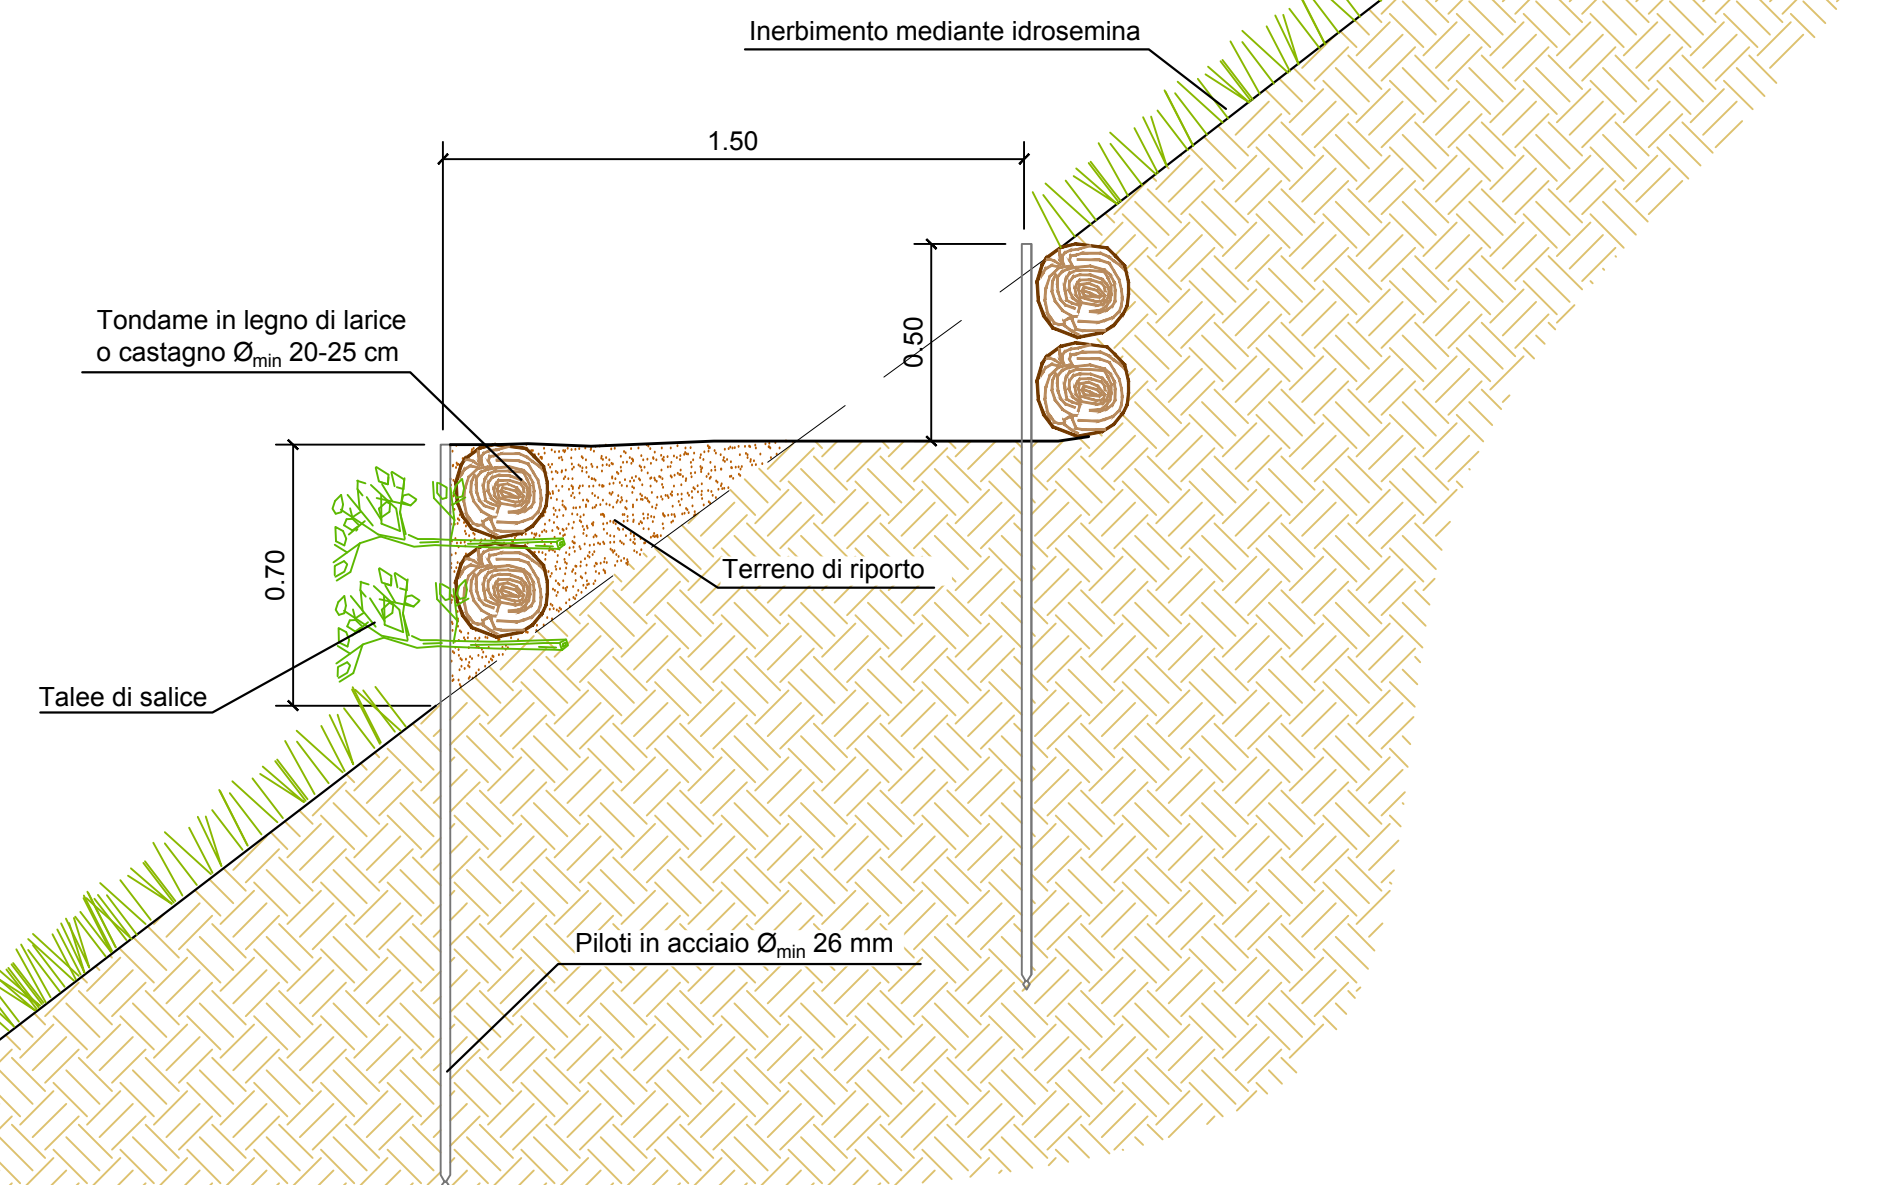 Inerbimento mediante idrosemina
1.50
0.50
Tondame in legno di larice
o castagno Ømin 20-25 cm
0.70
Terreno di riporto
Talee di salice
Piloti in acciaio Ømin 26 mm